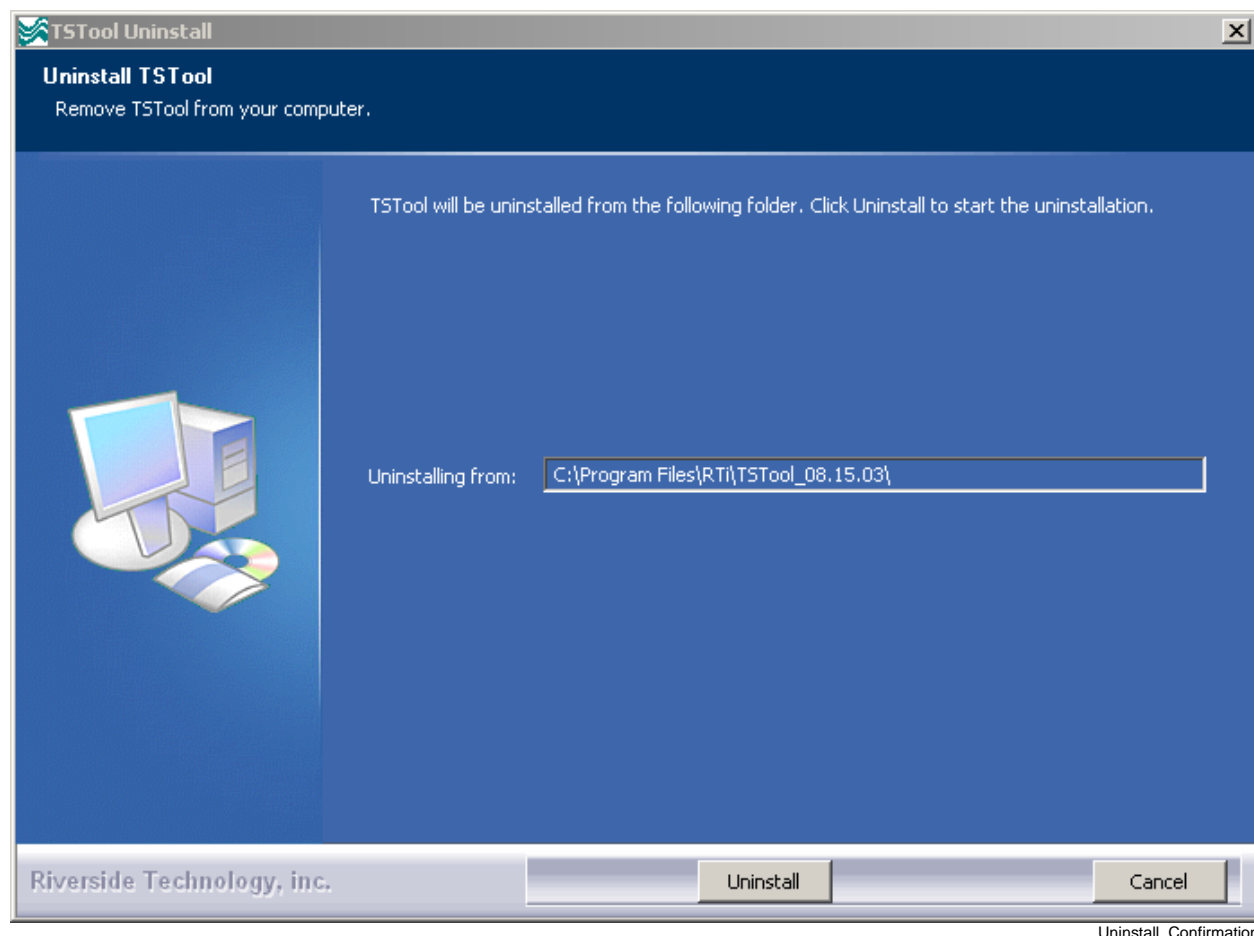 TSTool Uninstall
Uninstall TSTool
Remove TSTool from your computer.
TSTool will be uninstalled from the following folder. Click Uninstall to start the uninstallation.
Uninstalling from: C:\Program Files\RTi\TSTool_08.15.03\
Riverside Technology, inc.
Uninstall Cancel
Uninstall_Confirmation